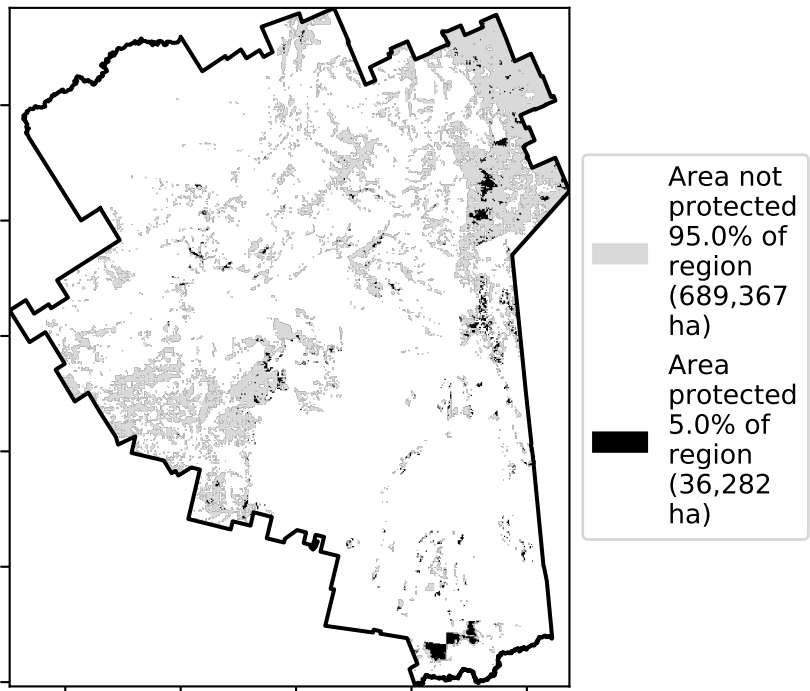 Area not
protected
95.0% of
region
(689,367
ha)
Area
protected
5.0% of
region
(36,282
ha)